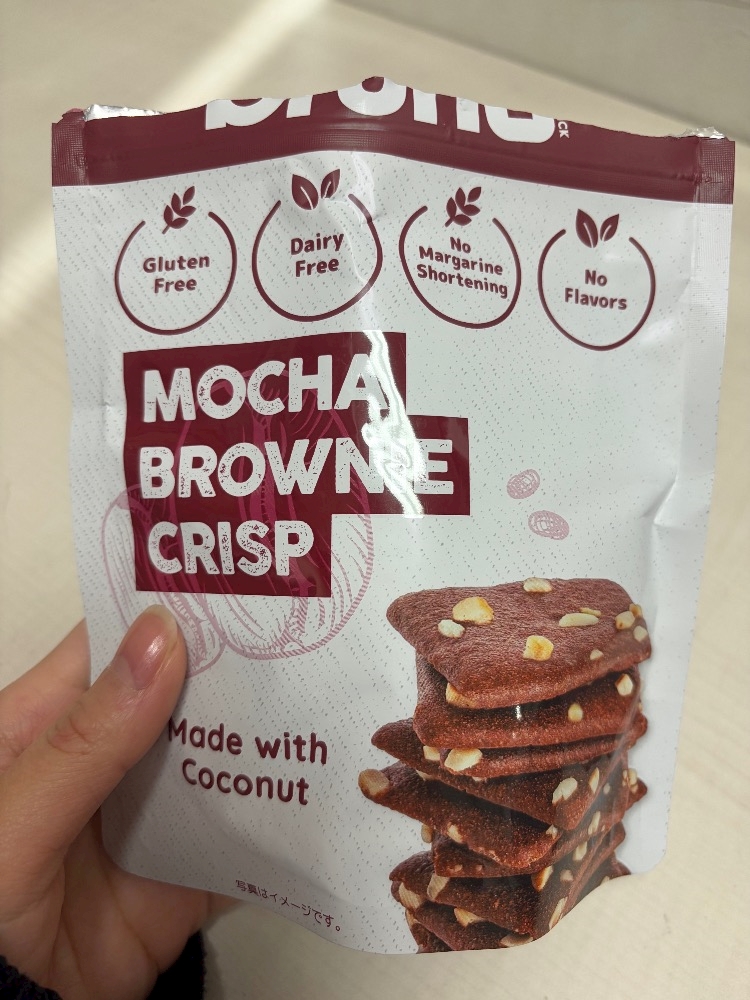 Gluten
Free
Dairy
Free
No
Margarine
Shortening
No
Flavors
MOCHA
BROWNIE
CRISP
Made with
Coconut
写真はイメージです。